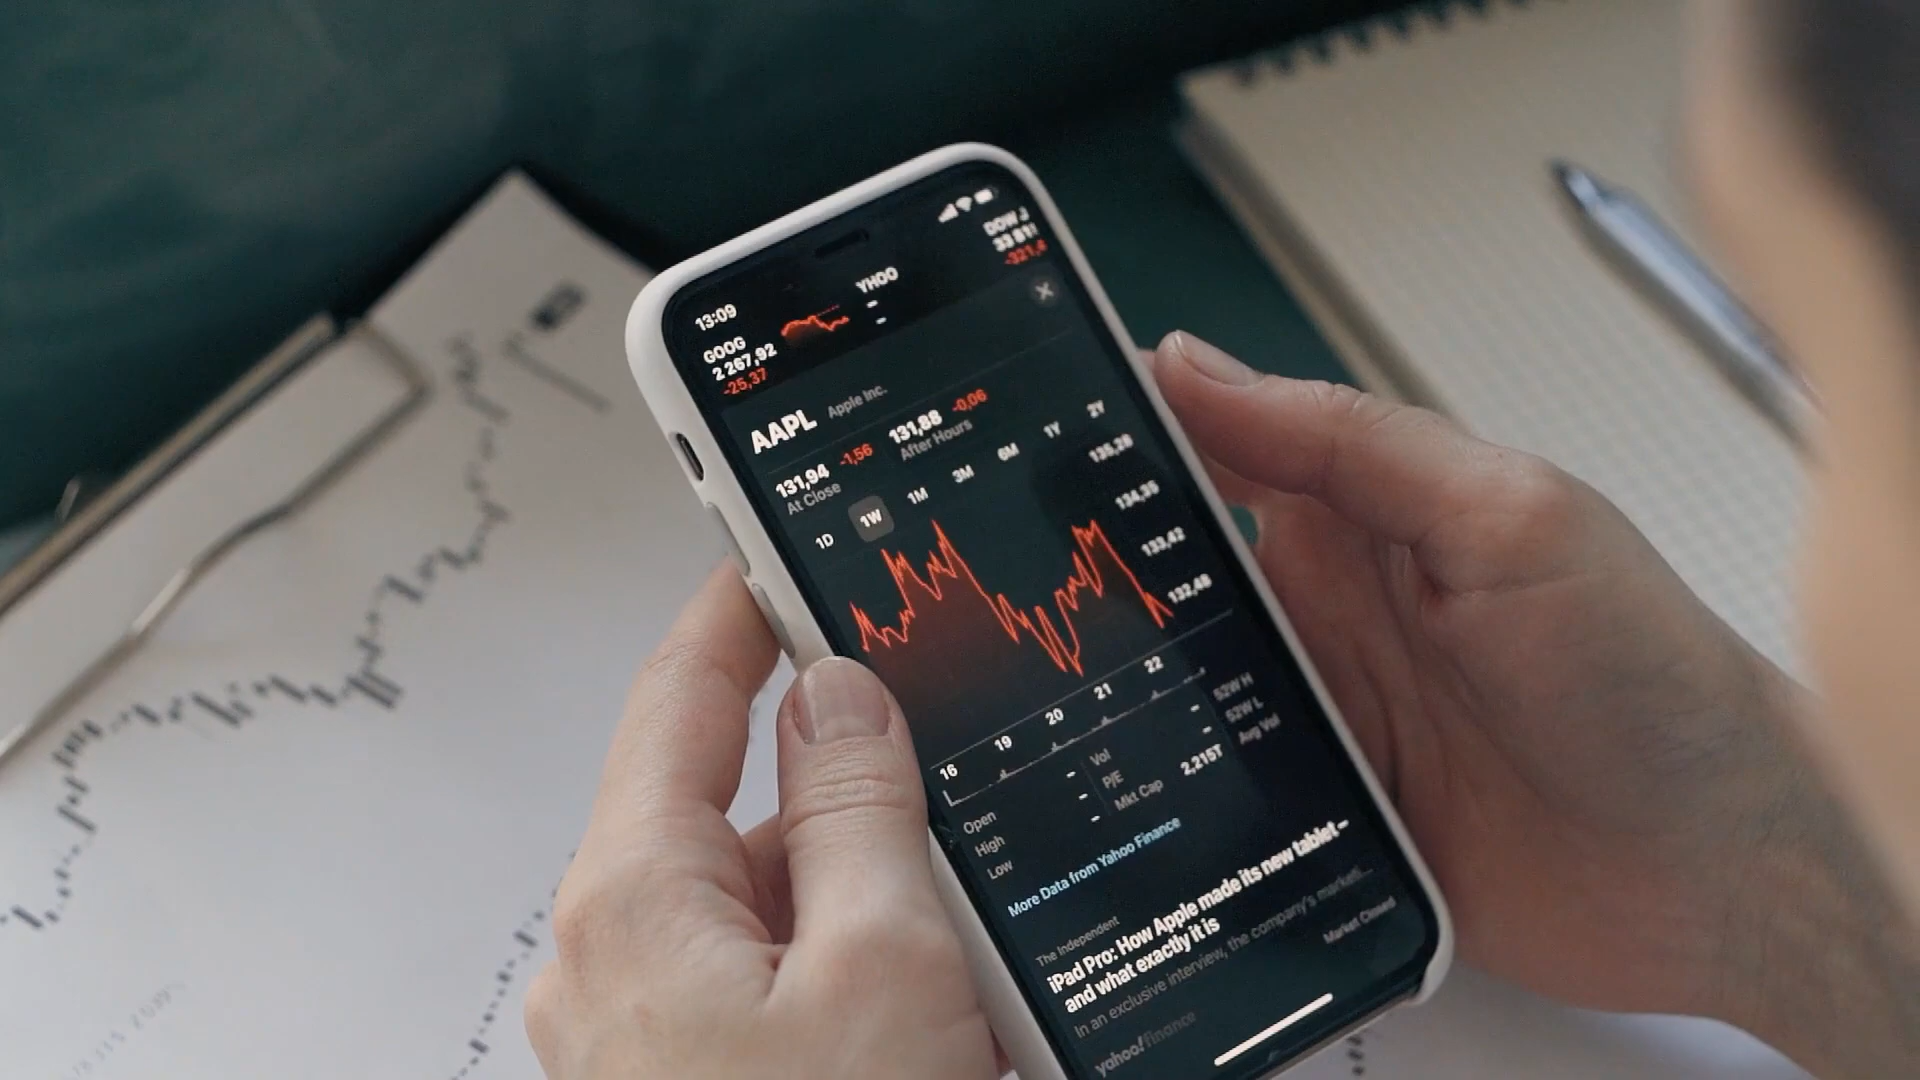 13:09
GOOG
2 267,92
-25,37
YHOO
-
-
DOW J
33 81
-321,4
AAPL Apple Inc.
131,94 -1,56
At Close
131,88 -0,06
After Hours
1D 1W 1M 3M 6M 1Y 2Y
135,28
134,35
133,42
132,48
16 19 20 21 22
Open -
High -
Low -
Vol -
P/E -
Mkt Cap 2,215T
52W H
52W L
Avg Vol
More Data from Yahoo Finance
The Independent
iPad Pro: How Apple made its new tablet –
and what exactly it is
In an exclusive interview, the company's marketi...
yahoo!finance
Market Closed